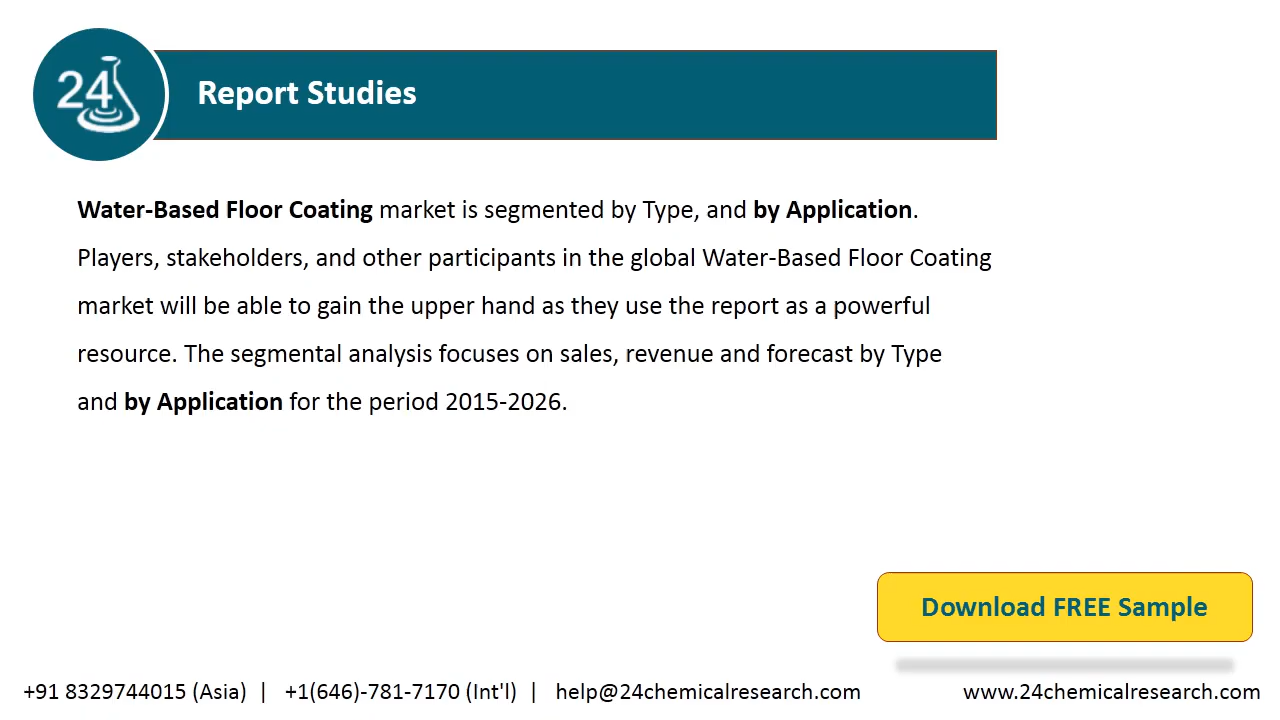 24
Report Studies
Water-Based Floor Coating market is segmented by Type, and by Application.
Players, stakeholders, and other participants in the global Water-Based Floor Coating
market will be able to gain the upper hand as they use the report as a powerful
resource. The segmental analysis focuses on sales, revenue and forecast by Type
and by Application for the period 2015-2026.
Download FREE Sample
+91 8329744015 (Asia) | +1(646)-781-7170 (Int'l) | help@24chemicalresearch.com www.24chemicalresearch.com